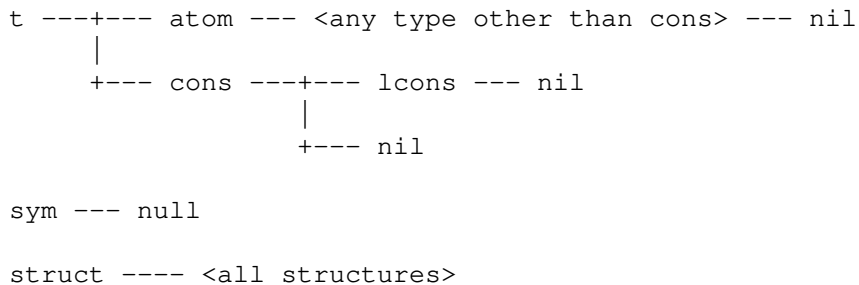 t ---+--- atom --- <any type other than cons> --- nil
     |
     +--- cons ---+--- lcons --- nil
                  |
                  +--- nil
sym --- null
struct ---- <all structures>